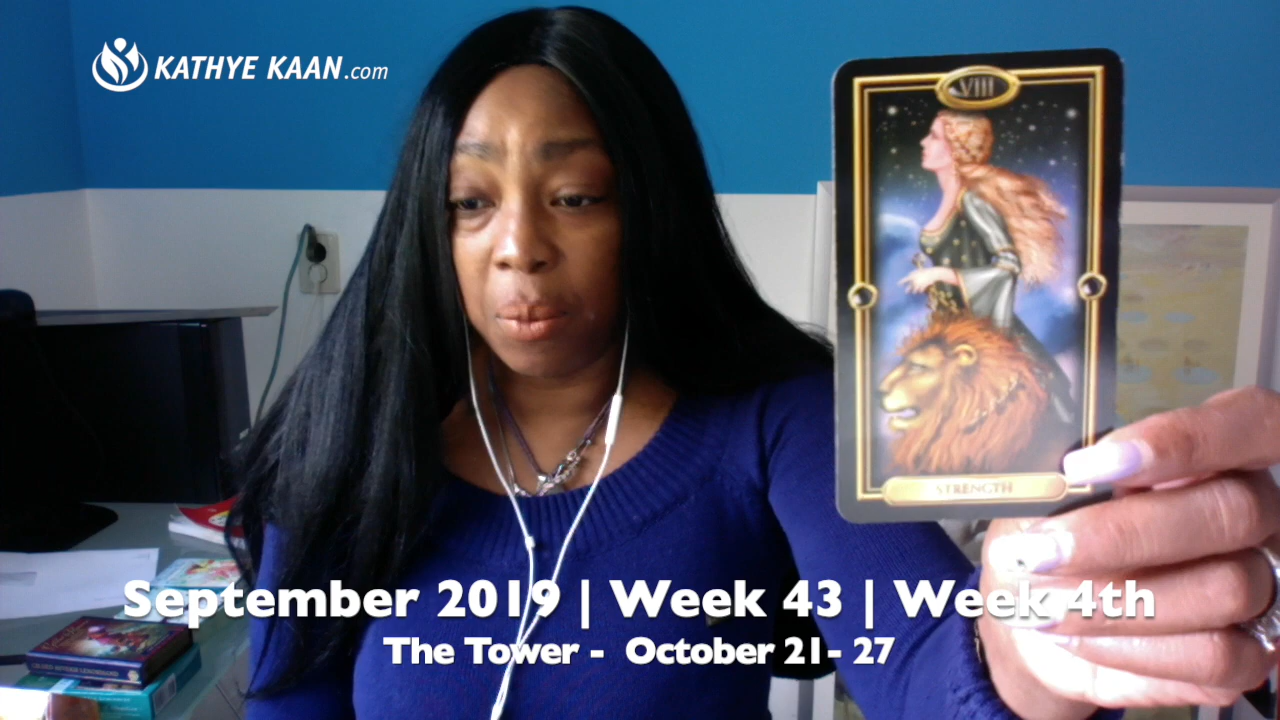 KATHYE KAAN.com
VIII
STRENGTH
September 2019 | Week 43 | Week 4th
The Tower - October 21- 27